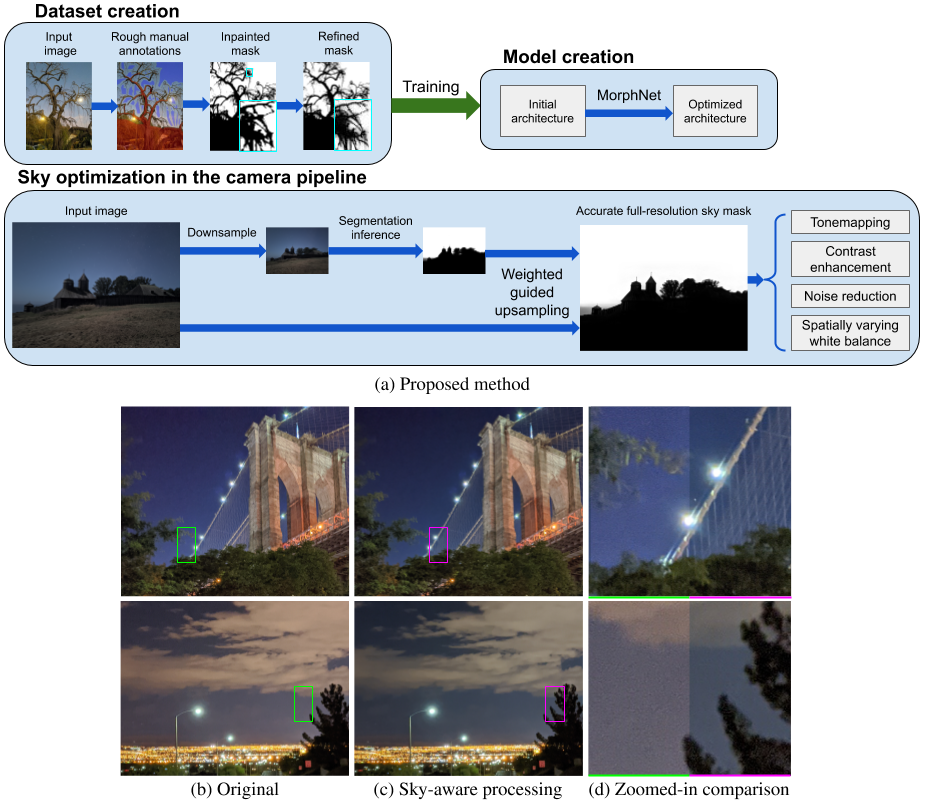 Dataset creation
Input
image
Rough manual
annotations
Inpainted
mask
Refined
mask
Training
Model creation
Initial
architecture
MorphNet
Optimized
architecture
Sky optimization in the camera pipeline
Input image
Downsample
Segmentation
inference
Weighted
guided
upsampling
Accurate full-resolution sky mask
Tonemapping
Contrast
enhancement
Noise reduction
Spatially varying
white balance
(a) Proposed method
(b) Original
(c) Sky-aware processing
(d) Zoomed-in comparison